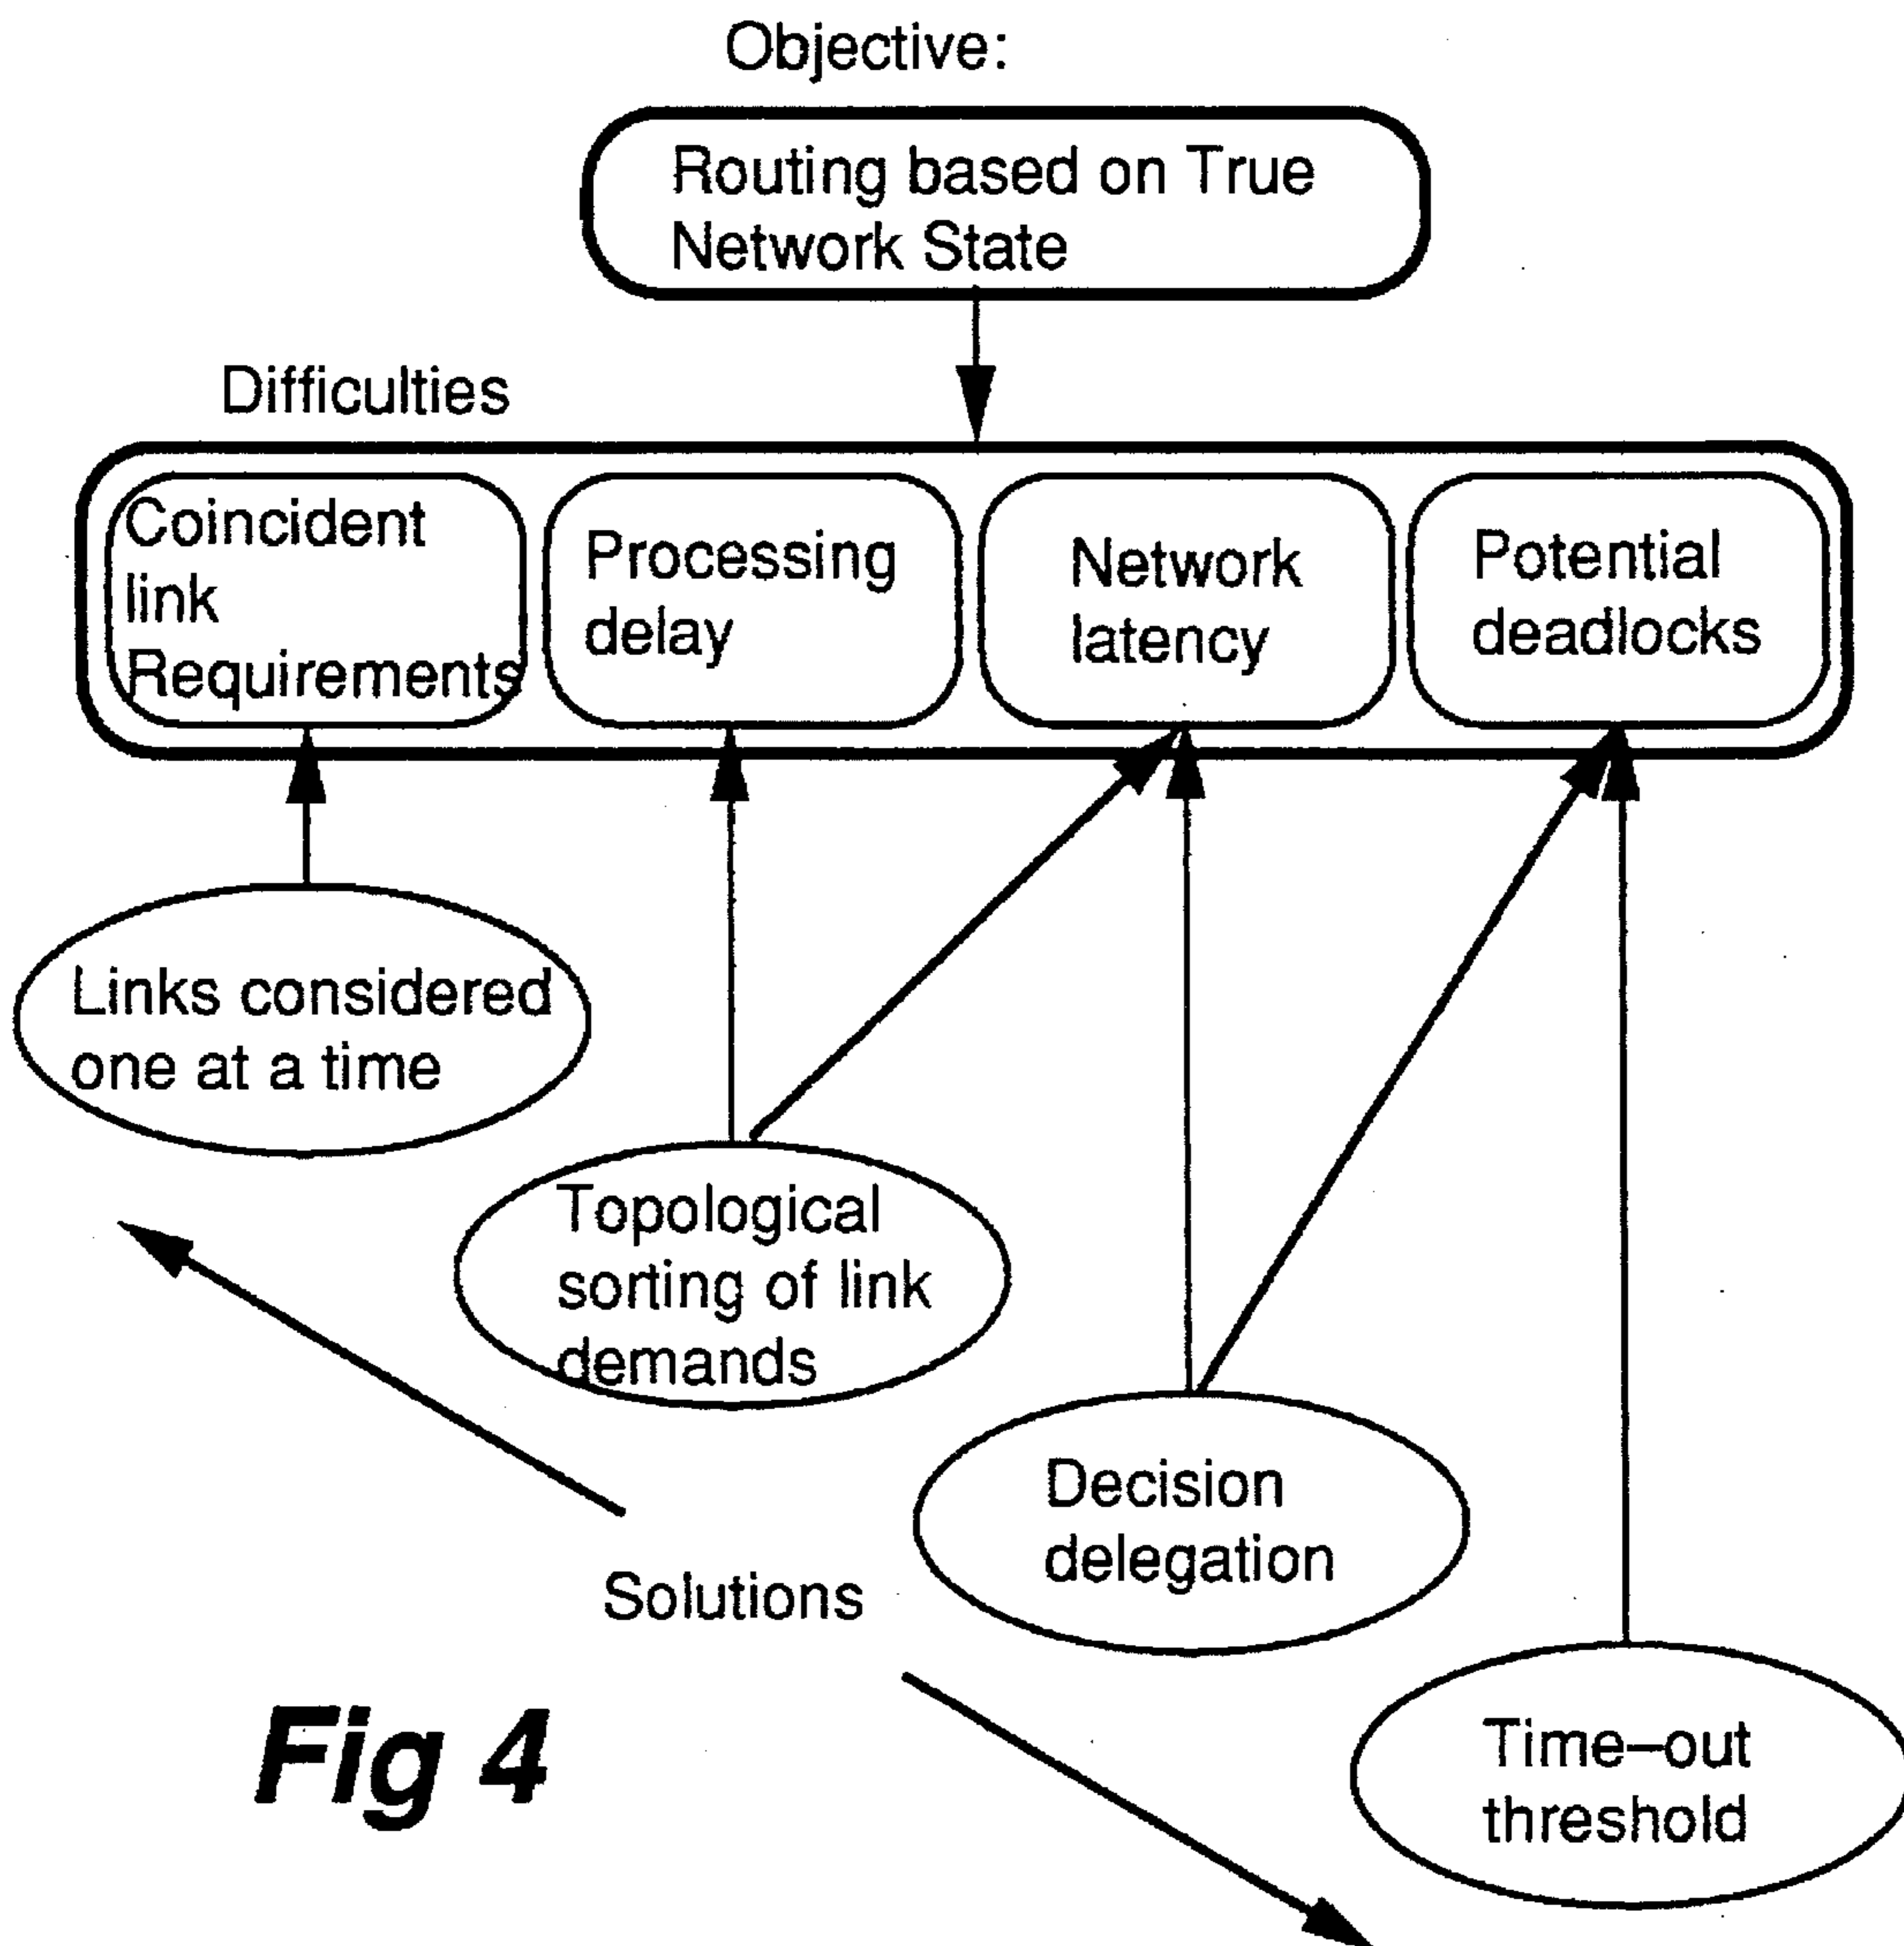 Objective:
Routing based on True
Network State
Difficulties
Coincident
link
Requirements
Processing
delay
Network
latency
Potential
deadlocks
Links considered
one at a time
Topological
sorting of link
demands
Decision
delegation
Solutions
Time–out
threshold
Fig 4